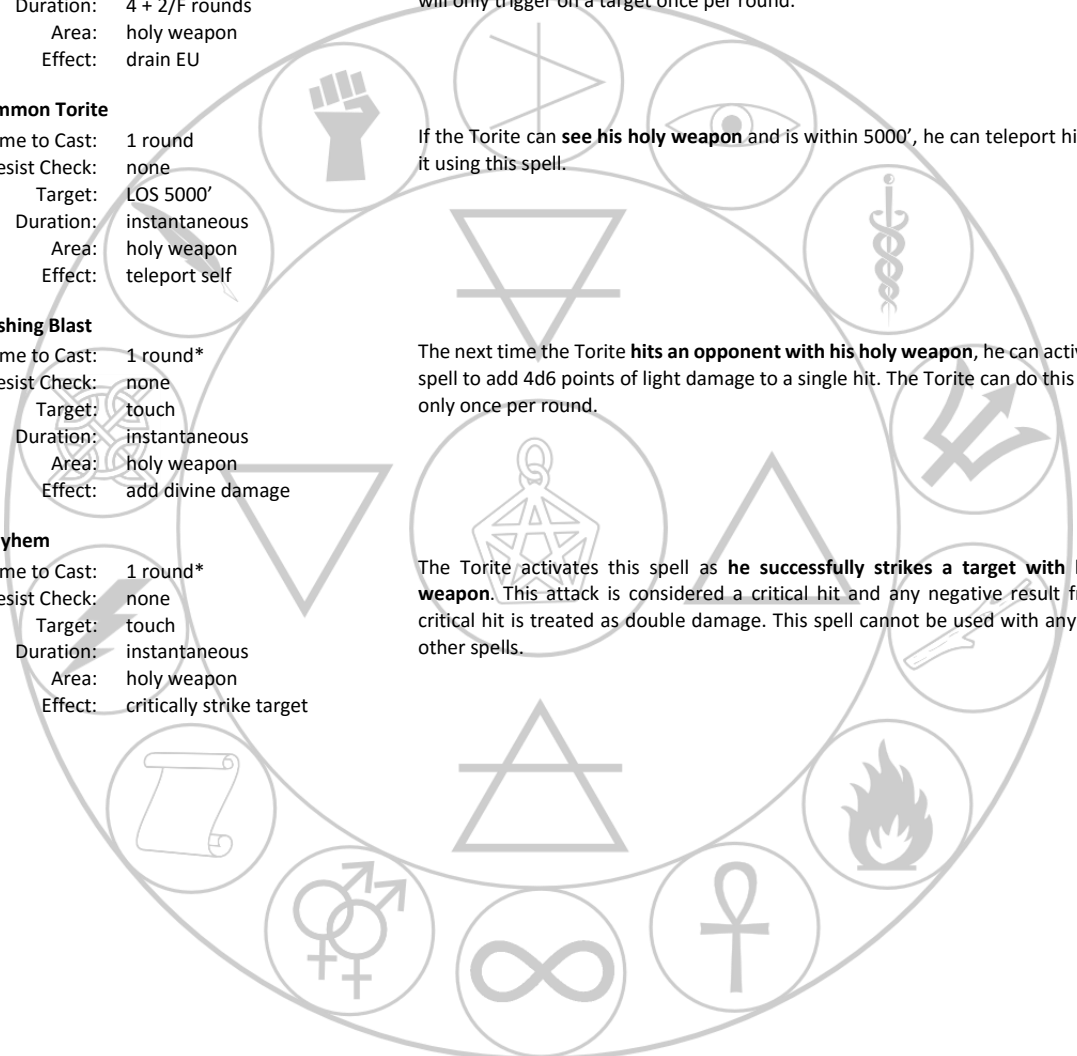 Duration: 4 + 2/F rounds
Area: holy weapon
Effect: drain EU
will only trigger on a target once per round.
mmon Torite
me to Cast: 1 round
esist Check: none
Target: LOS 5000’
Duration: instantaneous
Area: holy weapon
Effect: teleport self
If the Torite can see his holy weapon and is within 5000’, he can teleport hi
it using this spell.
shing Blast
me to Cast: 1 round*
esist Check: none
Target: touch
Duration: instantaneous
Area: holy weapon
Effect: add divine damage
The next time the Torite hits an opponent with his holy weapon, he can activ
spell to add 4d6 points of light damage to a single hit. The Torite can do this
only once per round.
yhem
me to Cast: 1 round*
esist Check: none
Target: touch
Duration: instantaneous
Area: holy weapon
Effect: critically strike target
The Torite activates this spell as he successfully strikes a target with
weapon. This attack is considered a critical hit and any negative result fr
critical hit is treated as double damage. This spell cannot be used with any
other spells.